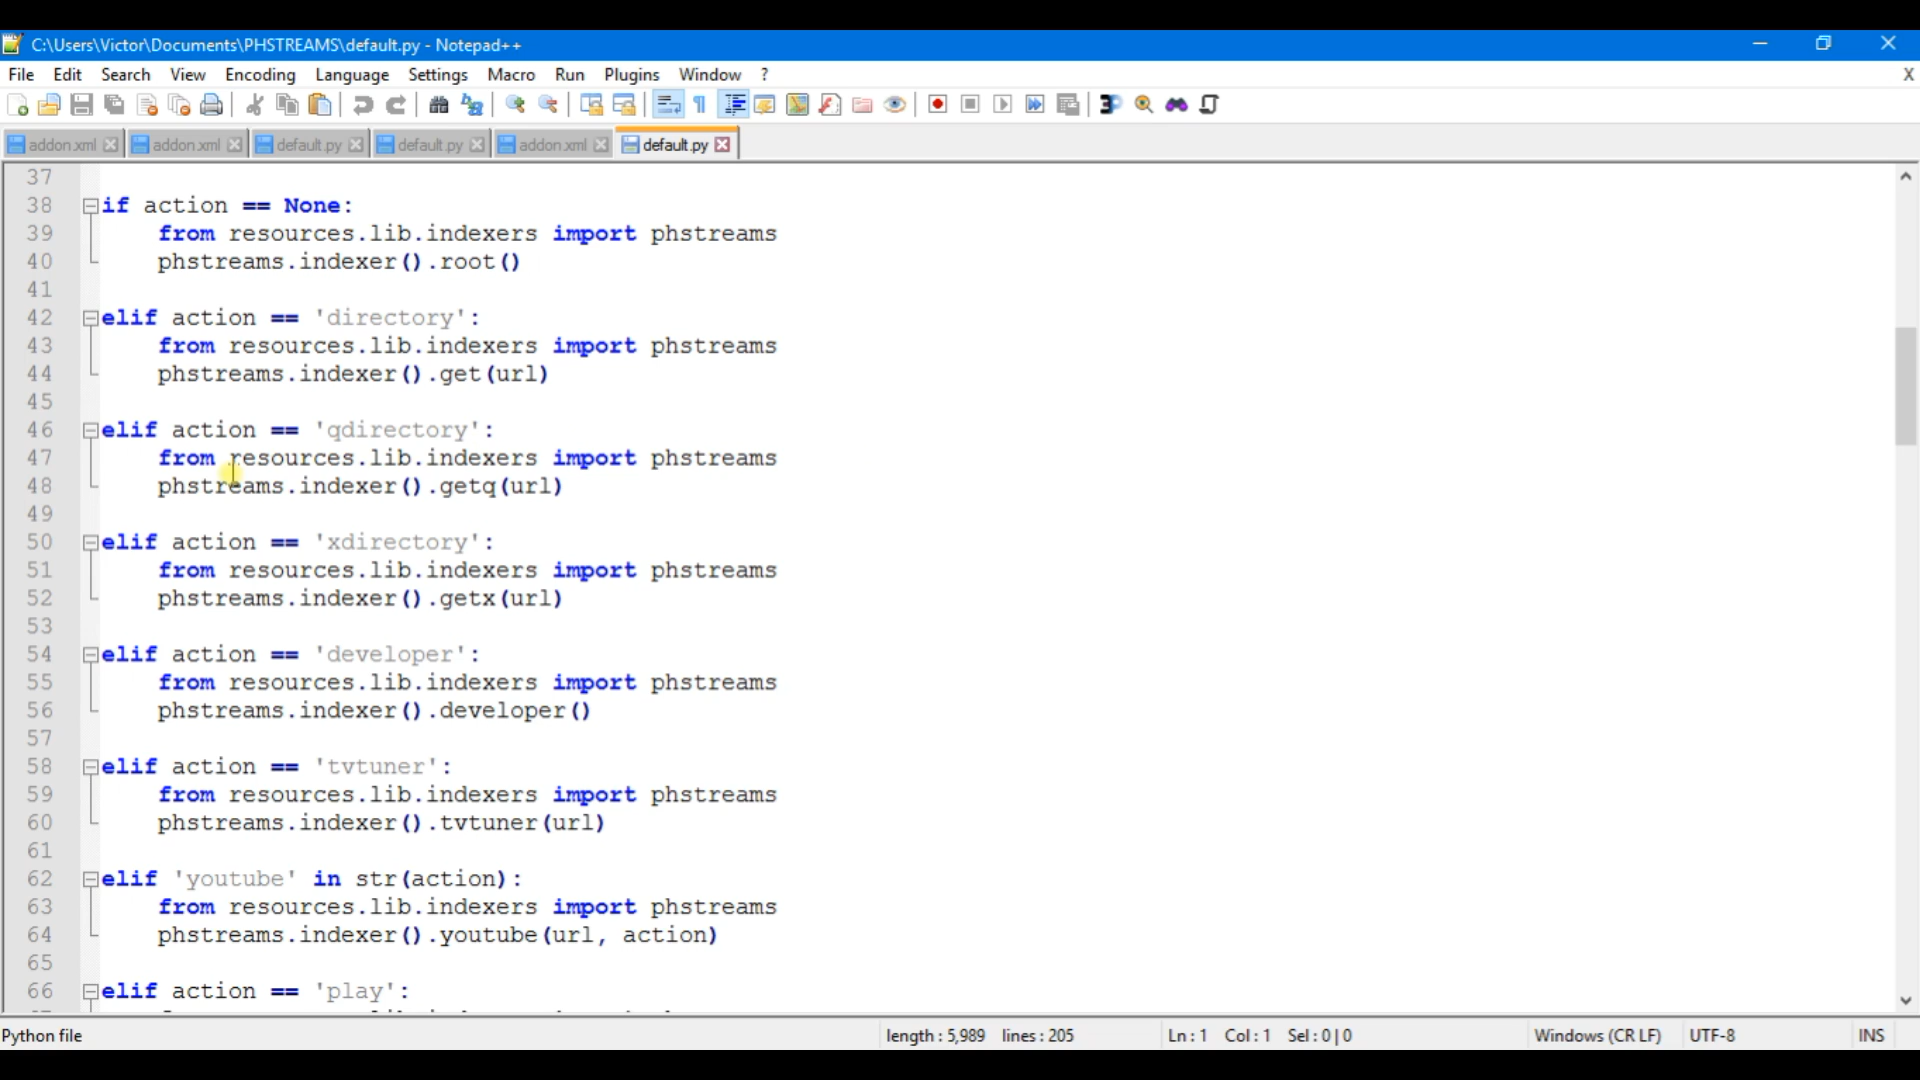 C:\Users\Victor\Documents\PHSTREAMS\default.py - Notepad++
File Edit Search View Encoding Language Settings Macro Run Plugins Window ? X
addon.xml addon.xml default.py default.py addon.xml default.py
37
38 if action == None:
39 from resources.lib.indexers import phstreams
40 phstreams.indexer().root()
41
42 elif action == 'directory':
43 from resources.lib.indexers import phstreams
44 phstreams.indexer().get(url)
45
46 elif action == 'qdirectory':
47 from resources.lib.indexers import phstreams
48 phstreams.indexer().getq(url)
49
50 elif action == 'xdirectory':
51 from resources.lib.indexers import phstreams
52 phstreams.indexer().getx(url)
53
54 elif action == 'developer':
55 from resources.lib.indexers import phstreams
56 phstreams.indexer().developer()
57
58 elif action == 'tvtuner':
59 from resources.lib.indexers import phstreams
60 phstreams.indexer().tvtuner(url)
61
62 elif 'youtube' in str(action):
63 from resources.lib.indexers import phstreams
64 phstreams.indexer().youtube(url, action)
65
66 elif action == 'play':
Python file length : 5,989 lines : 205 Ln : 1 Col : 1 Sel : 0 | 0 Windows (CR LF) UTF-8 INS